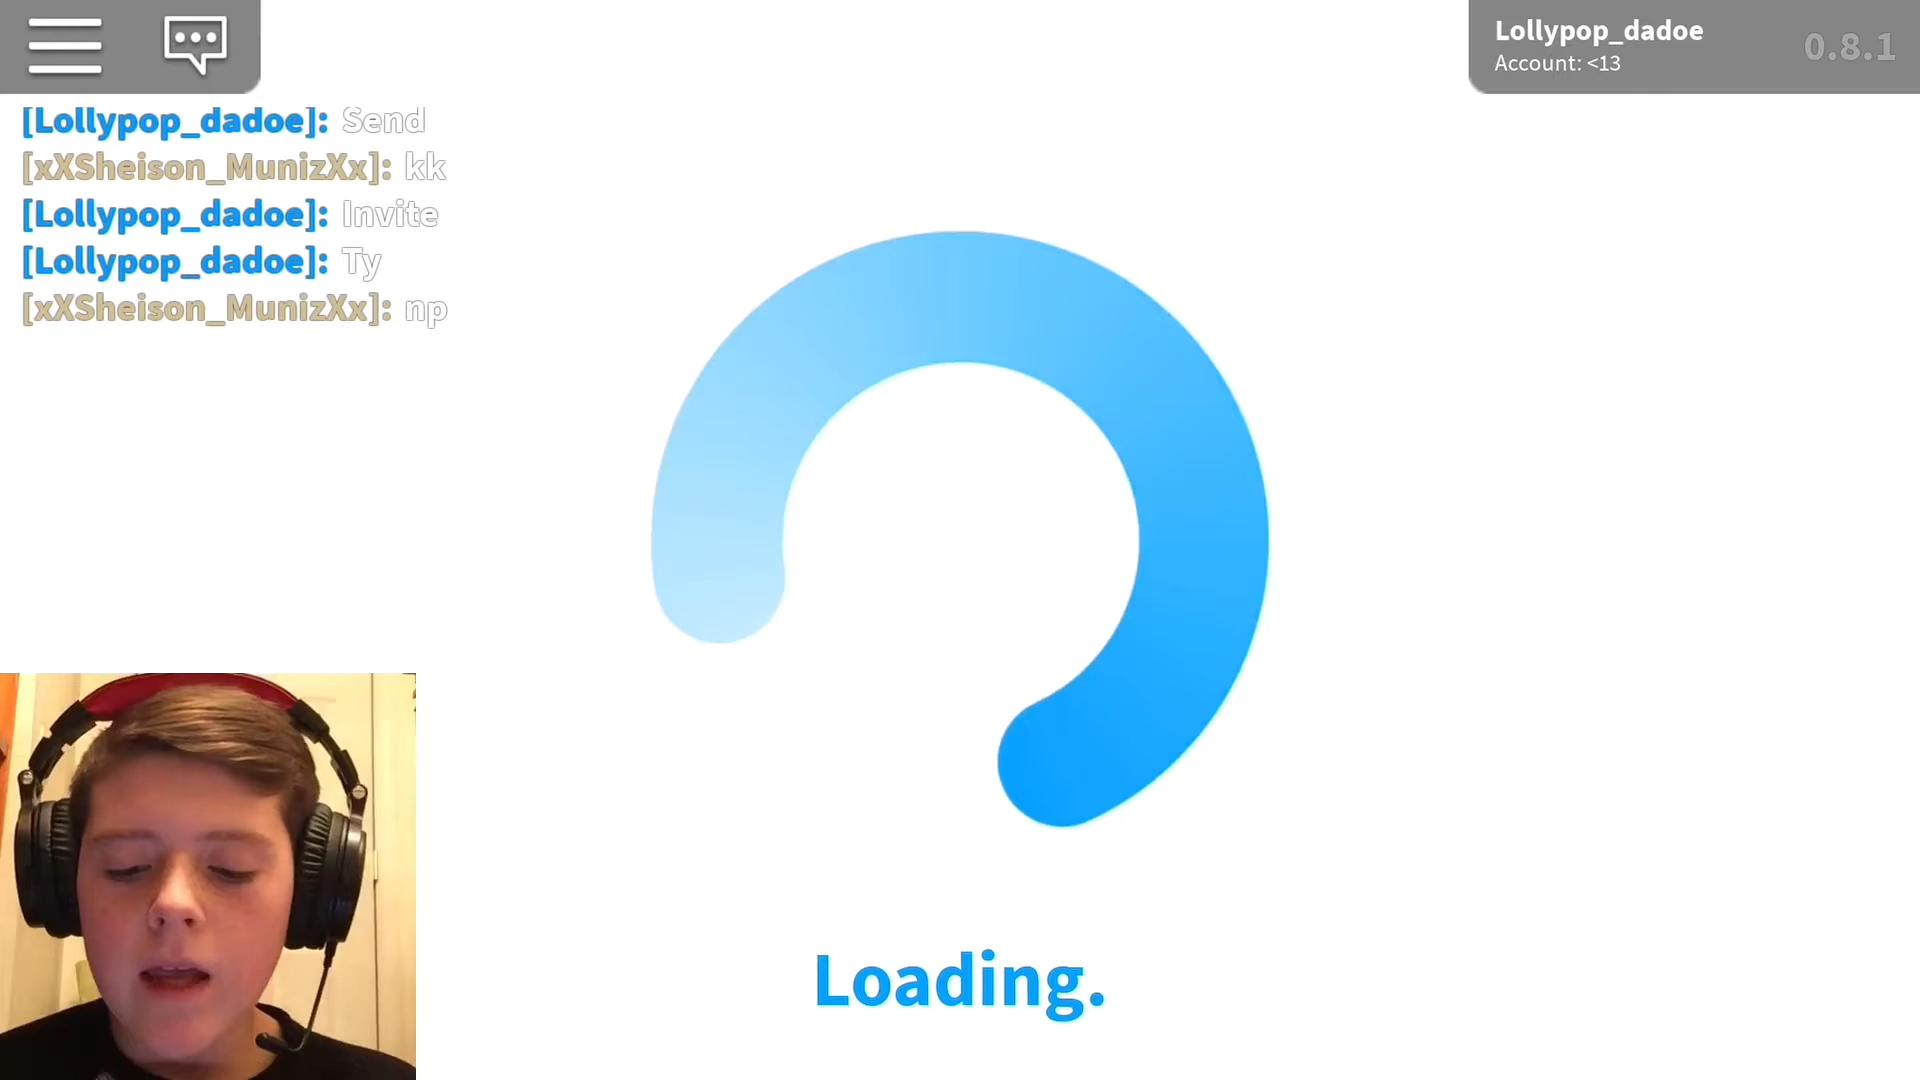 Lollypop_dadoe
Account: <13
0.8.1
[Lollypop_dadoe]: Send
[xXSheison_MunizXx]: kk
[Lollypop_dadoe]: Invite
[Lollypop_dadoe]: Ty
[xXSheison_MunizXx]: np
Loading.